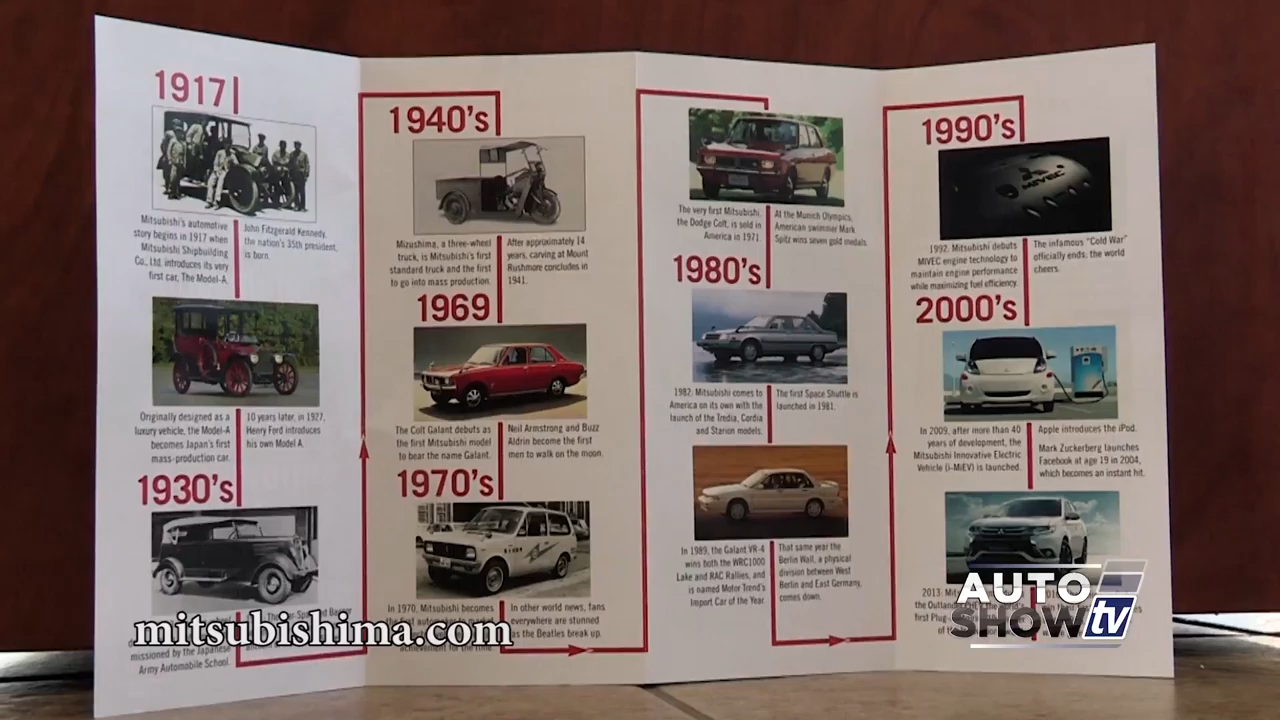 1917
Mitsubishi's automotive
story begins in 1917 when
Mitsubishi Shipbuilding
Co., Ltd. introduces its very
first car, The Model-A.
John Fitzgerald Kennedy,
the nation's 35th president,
is born.
Originally designed as a
luxury vehicle, the Model-A
becomes Japan's first
mass-production car.
10 years later, in 1927,
Henry Ford introduces
his own Model A.
1930's
missioned by the Japanese
Army Automobile School.
1940's
Mizushima, a three-wheel
truck, is Mitsubishi's first
standard truck and the first
to go into mass production.
After approximately 14
years, carving at Mount
Rushmore concludes in
1941.
1969
The Colt Galant debuts as
the first Mitsubishi model
to bear the name Galant.
Neil Armstrong and Buzz
Aldrin become the first
men to walk on the moon.
1970's
In 1970, Mitsubishi becomes
In other world news, fans
everywhere are stunned
as the Beatles break up.
The very first Mitsubishi,
the Dodge Colt, is sold in
America in 1971.
At the Munich Olympics,
American swimmer Mark
Spitz wins seven gold medals.
1980's
1982: Mitsubishi comes to
America on its own with the
launch of the Tredia, Cordia
and Starion models.
The first Space Shuttle is
launched in 1981.
In 1989, the Galant VR-4
wins both the WRC1000
Lake and RAC Rallies, and
is named Motor Trend's
Import Car of the Year
That same year the
Berlin Wall, a physical
division between West
Berlin and East Germany,
comes down.
1990's
MIVEC
1992: Mitsubishi debuts
MIVEC engine technology to
maintain engine performance
while maximizing fuel efficiency.
The infamous "Cold War"
officially ends, the world
cheers.
2000's
In 2009, after more than 40
years of development, the
Mitsubishi Innovative Electric
Vehicle (i-MiEV) is launched.
Apple introduces the iPod.
Mark Zuckerberg launches
Facebook at age 19 in 2004,
which becomes an instant hit.
2013:
mitsubishima.com
AUTO
SHOW tv